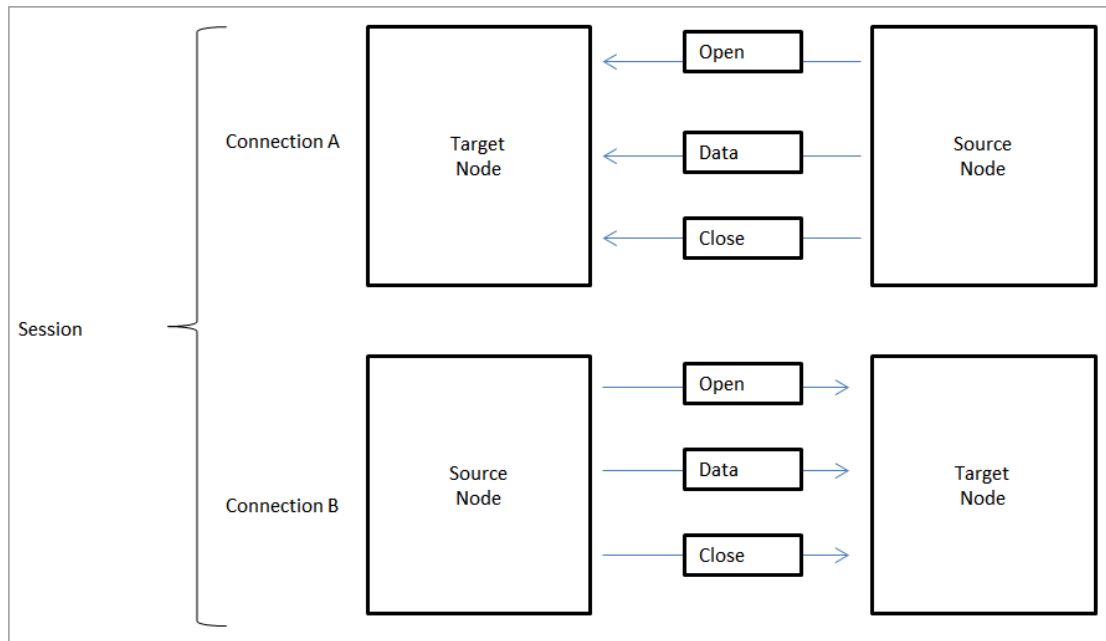 Open
Connection A
Target
Node
Data
Source
Node
Close
Session
Open
Source
Node
Data
Target
Node
Connection B
Close